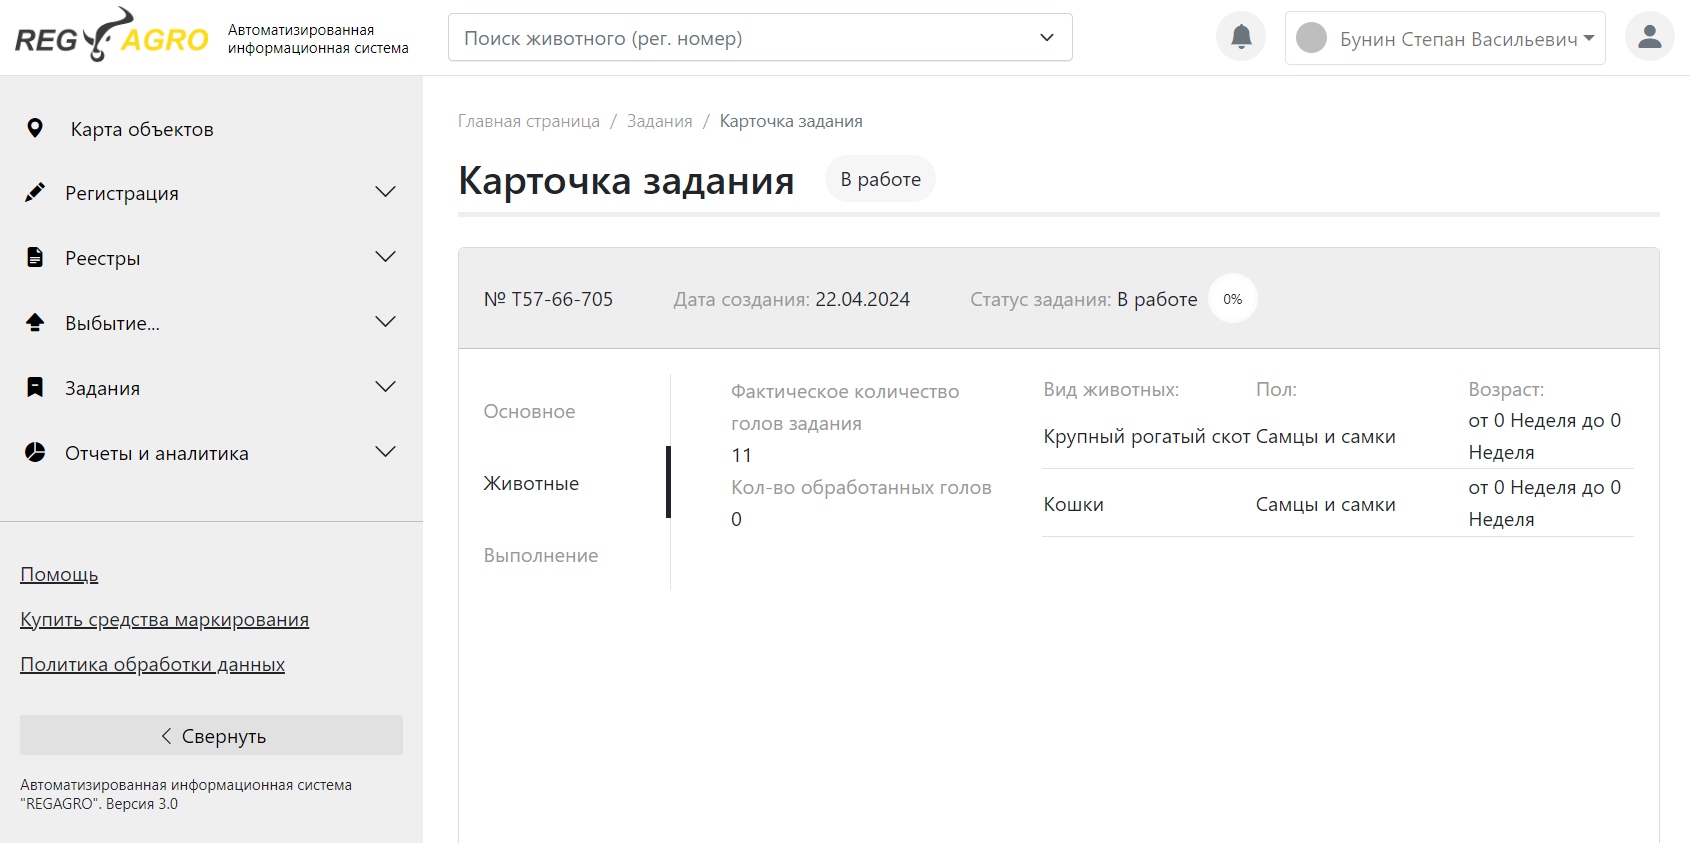 REG AGRO
Автоматизированная
информационная система
Поиск животного (рег. номер)
Бунин Степан Васильевич
Карта объектов
Регистрация
Реестры
Выбытие...
Задания
Отчеты и аналитика
Помощь
Купить средства маркирования
Политика обработки данных
Свернуть
Автоматизированная информационная система
"REGAGRO". Версия 3.0
Главная страница / Задания / Карточка задания
Карточка задания
В работе
№ T57-66-705
Дата создания: 22.04.2024
Статус задания: В работе
0%
Основное
Животные
Выполнение
Фактическое количество
голов задания
11
Кол-во обработанных голов
0
Вид животных: Пол: Возраст:
Крупный рогатый скот Самцы и самки от 0 Неделя до 0
Неделя
Кошки Самцы и самки от 0 Неделя до 0
Неделя